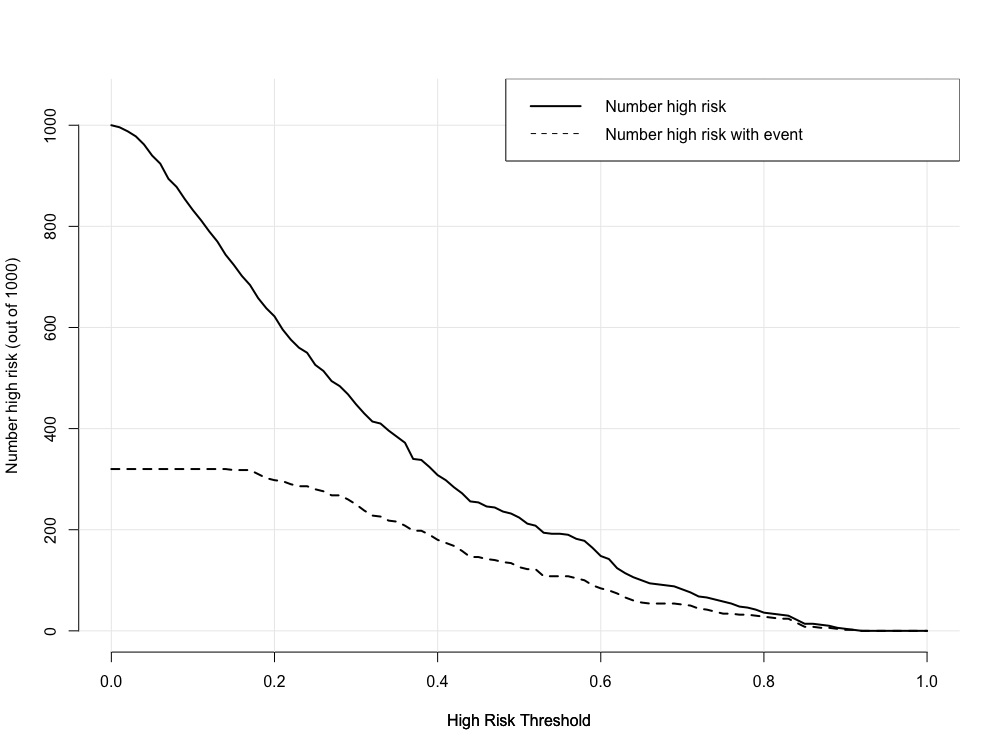 Number high risk
Number high risk with event
Number high risk (out of 1000)
1000
800
600
400
200
0
0.0 0.2 0.4 0.6 0.8 1.0
High Risk Threshold